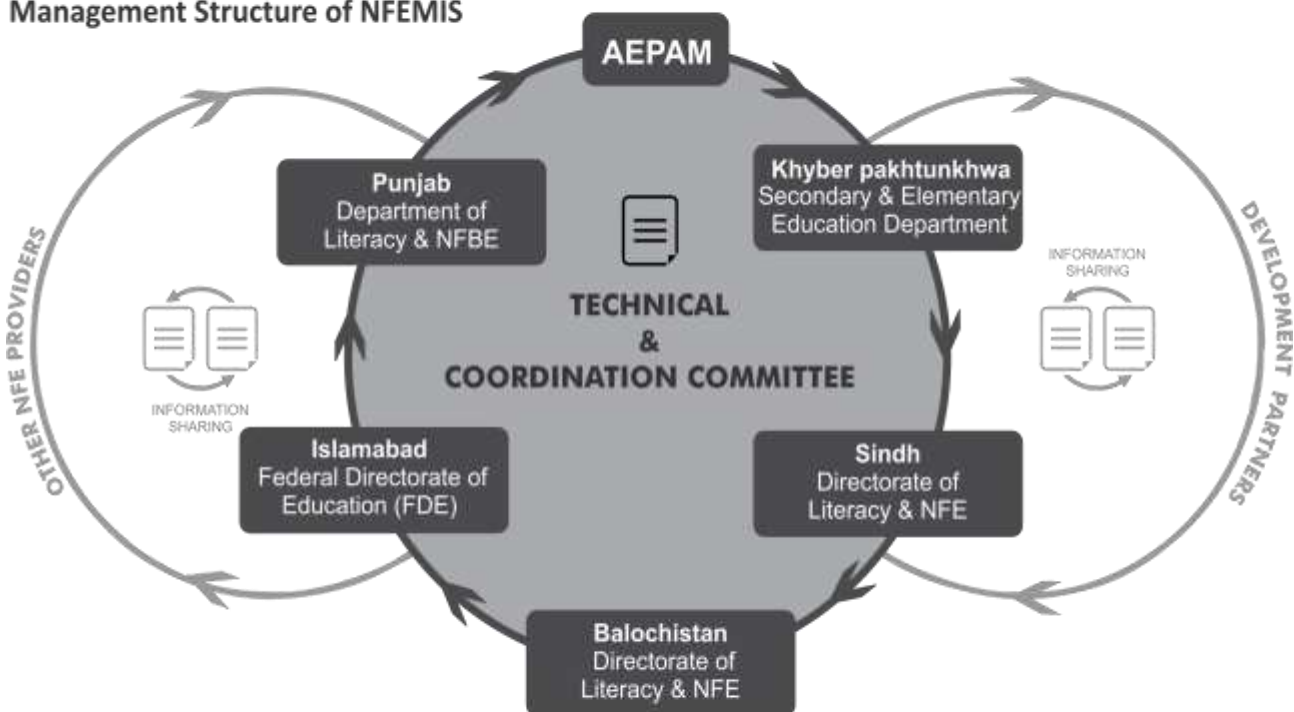 Management Structure of NFEMIS
AEPAM
Punjab
Department of
Literacy & NFBE
Khyber pakhtunkhwa
Secondary & Elementary
Education Department
TECHNICAL
&
COORDINATION COMMITTEE
OTHER NFE PROVIDERS
INFORMATION
SHARING
INFORMATION
SHARING
DEVELOPMENT PARTNERS
Islamabad
Federal Directorate of
Education (FDE)
Sindh
Directorate of
Literacy & NFE
Balochistan
Directorate of
Literacy & NFE